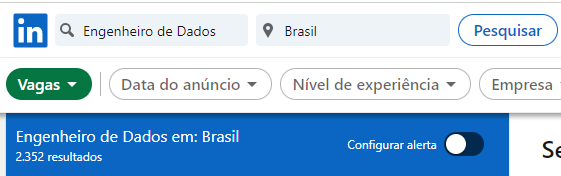 in Engenheiro de Dados Brasil Pesquisar
Vagas Data do anúncio Nível de experiência Empresa
Engenheiro de Dados em: Brasil
2.352 resultados
Configurar alerta
Se